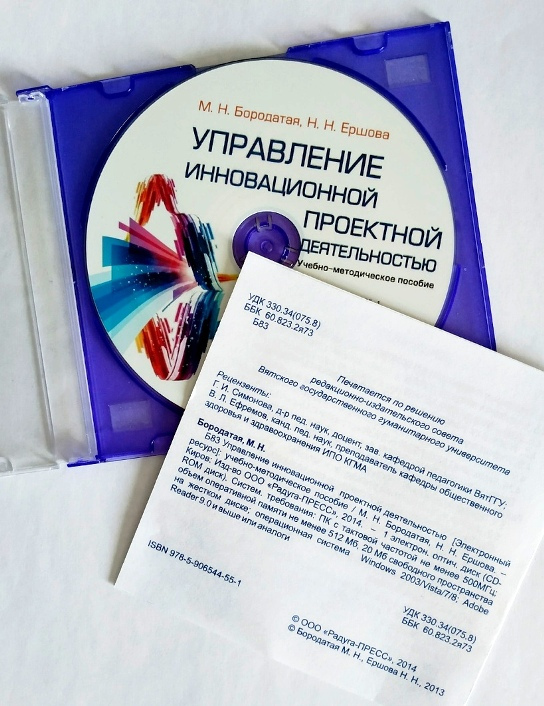 М. Н. Бородатая, Н. Н. Ершова
УПРАВЛЕНИЕ
ИННОВАЦИОННОЙ
ПРОЕКТНОЙ
ДЕЯТЕЛЬНОСТЬЮ
Учебно-методическое пособие
УДК 330.34(075.8)
ББК 60.823.2я73
Б83
Печатается по решению
редакционно-издательского совета
Вятского государственного гуманитарного университета
Рецензенты:
Г. И. Симонова, д-р пед. наук, доцент, зав. кафедрой педагогики ВятГГУ;
В. Л. Ефремов, канд. пед. наук, преподаватель кафедры общественного
здоровья и здравоохранения ИПО КГМА
Бородатая, М. Н.
Б83 Управление инновационной проектной деятельностью [Электронный
ресурс]: учебно-методическое пособие / М. Н. Бородатая, Н. Н. Ершова. –
Киров: Изд-во ООО «Радуга-ПРЕСС», 2014. – 1 электрон. оптич. диск (CD-
ROM диск). Систем. требования: ПК с тактовой частотой не менее 500МГц;
объем оперативной памяти не менее 512 Мб, 20 Мб свободного пространства
на жестком диске; операционная система Windows 2003/Vista/7/8; Adobe
Reader 9.0 и выше или аналоги
ISBN 978-5-906544-55-1
УДК 330.34(075.8)
ББК 60.823.2я73
© ООО «Радуга-ПРЕСС», 2014
© Бородатая М. Н., Ершова Н. Н., 2013